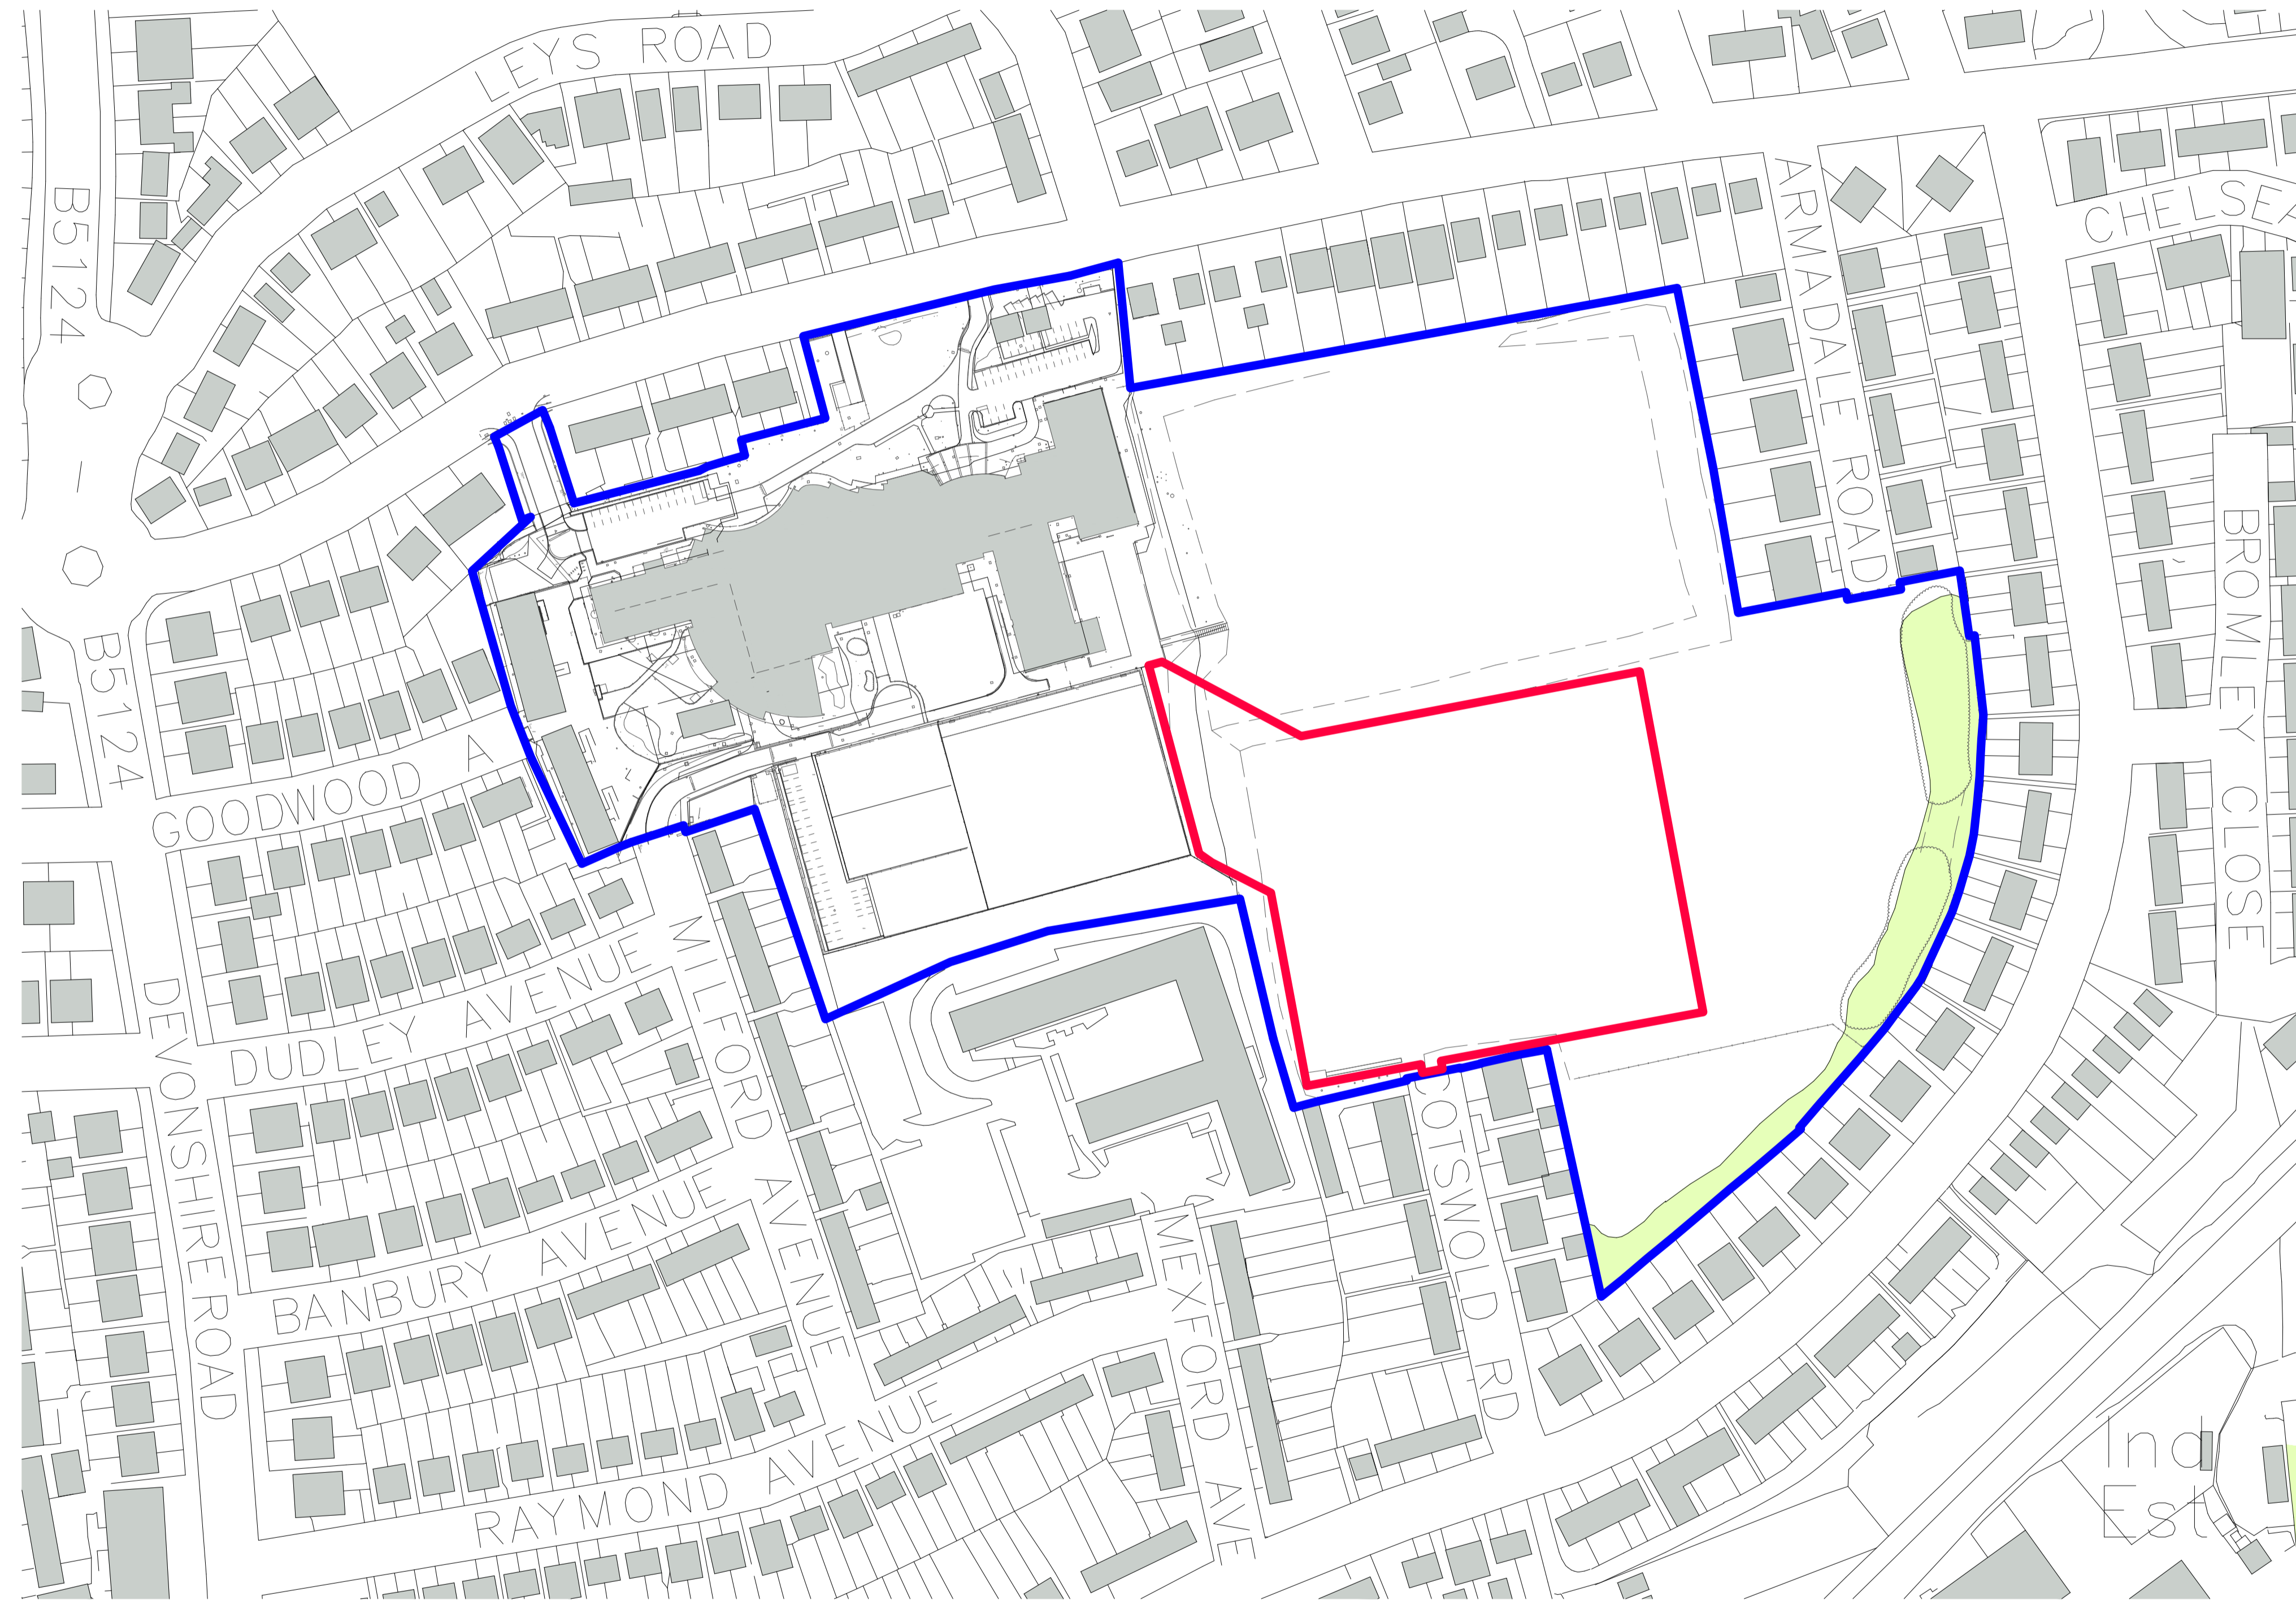 LEYS ROAD
B5124
ARMADALE ROAD
CHELSEA
BROMLEY CLOSE
B5124
GOODWOOD A
DEVONSHIRE ROAD
DUDLEY AVENUE
MILFORD AVENUE
BANBURY AVENUE
RAYMOND AVENUE
MEXFORD AVE
COTSWOLD RD
Ind
Est